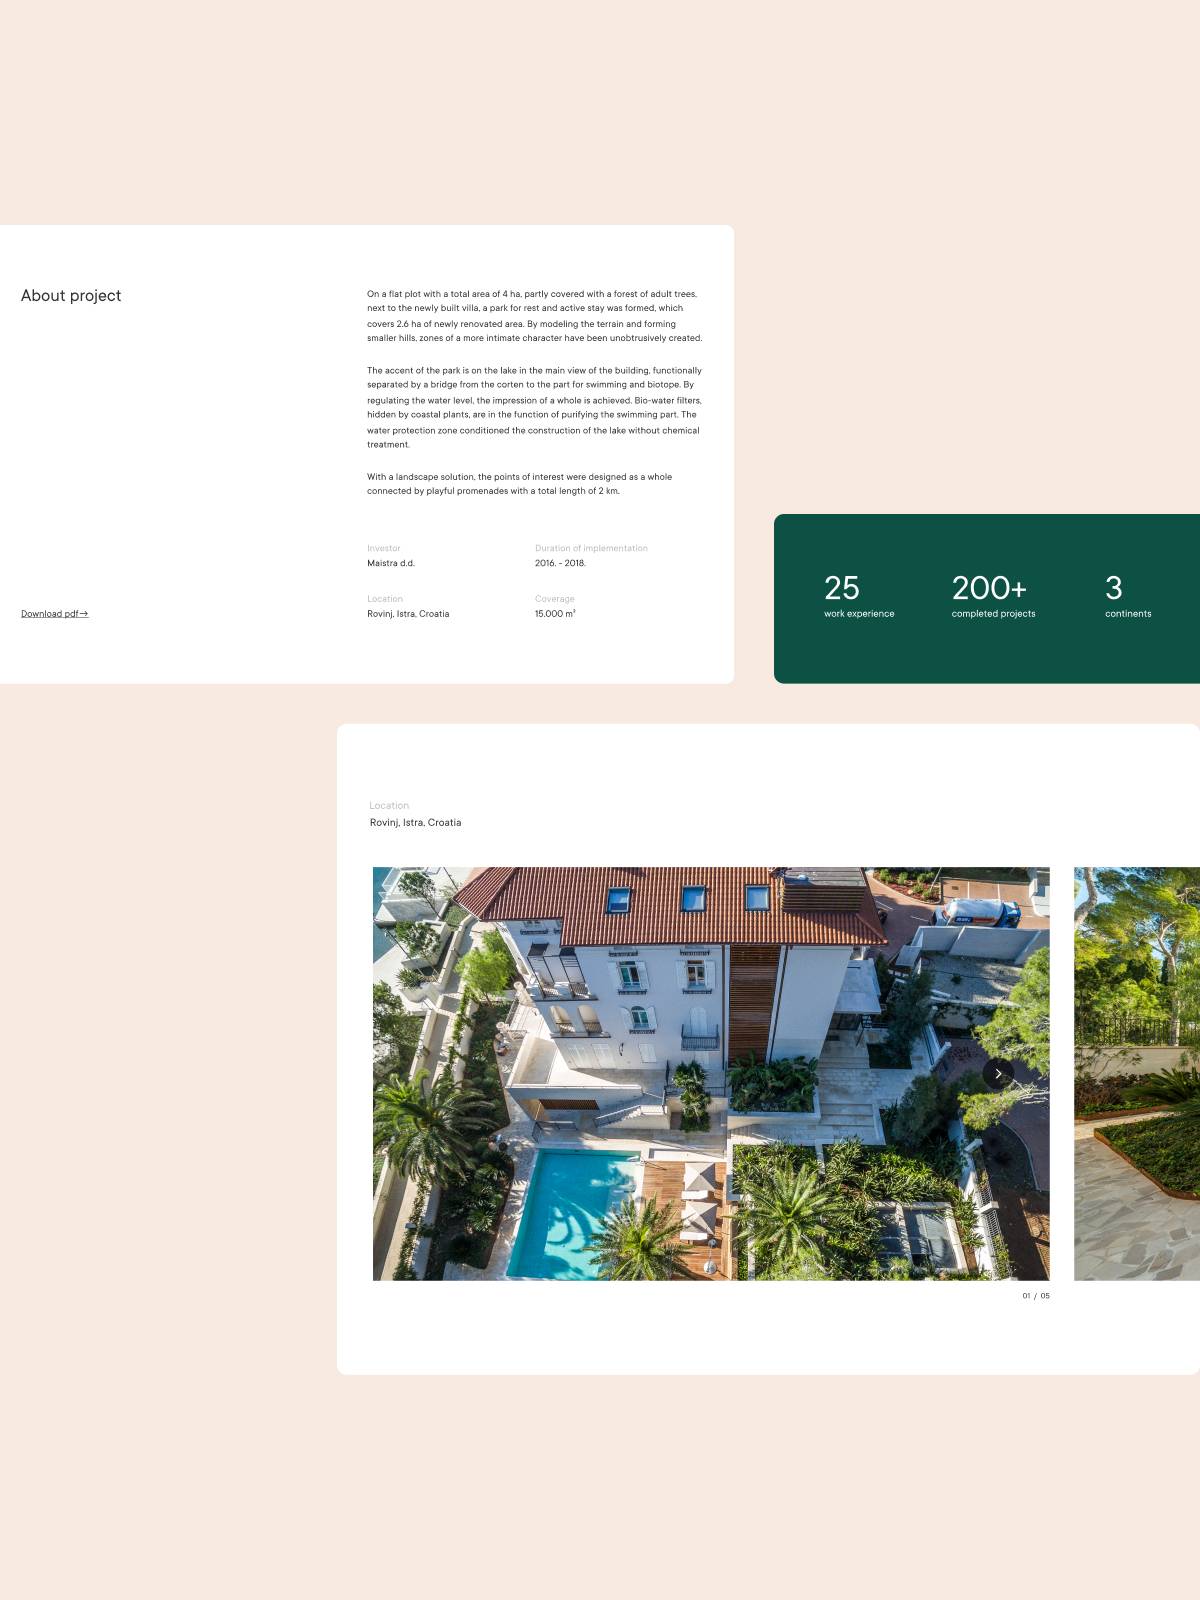 About project
On a flat plot with a total area of 4 ha, partly covered with a forest of adult trees,
next to the newly built villa, a park for rest and active stay was formed, which
covers 2.6 ha of newly renovated area. By modeling the terrain and forming
smaller hills, zones of a more intimate character have been unobtrusively created.
The accent of the park is on the lake in the main view of the building, functionally
separated by a bridge from the corten to the part for swimming and biotope. By
regulating the water level, the impression of a whole is achieved. Bio-water filters,
hidden by coastal plants, are in the function of purifying the swimming part. The
water protection zone conditioned the construction of the lake without chemical
treatment.
With a landscape solution, the points of interest were designed as a whole
connected by playful promenades with a total length of 2 km.
Investor
Maistra d.d.
Duration of implementation
2016. - 2018.
Location
Rovinj, Istra, Croatia
Coverage
15.000 m²
Download pdf→
25
work experience
200+
completed projects
3
continents
Location
Rovinj, Istra, Croatia
01 / 05